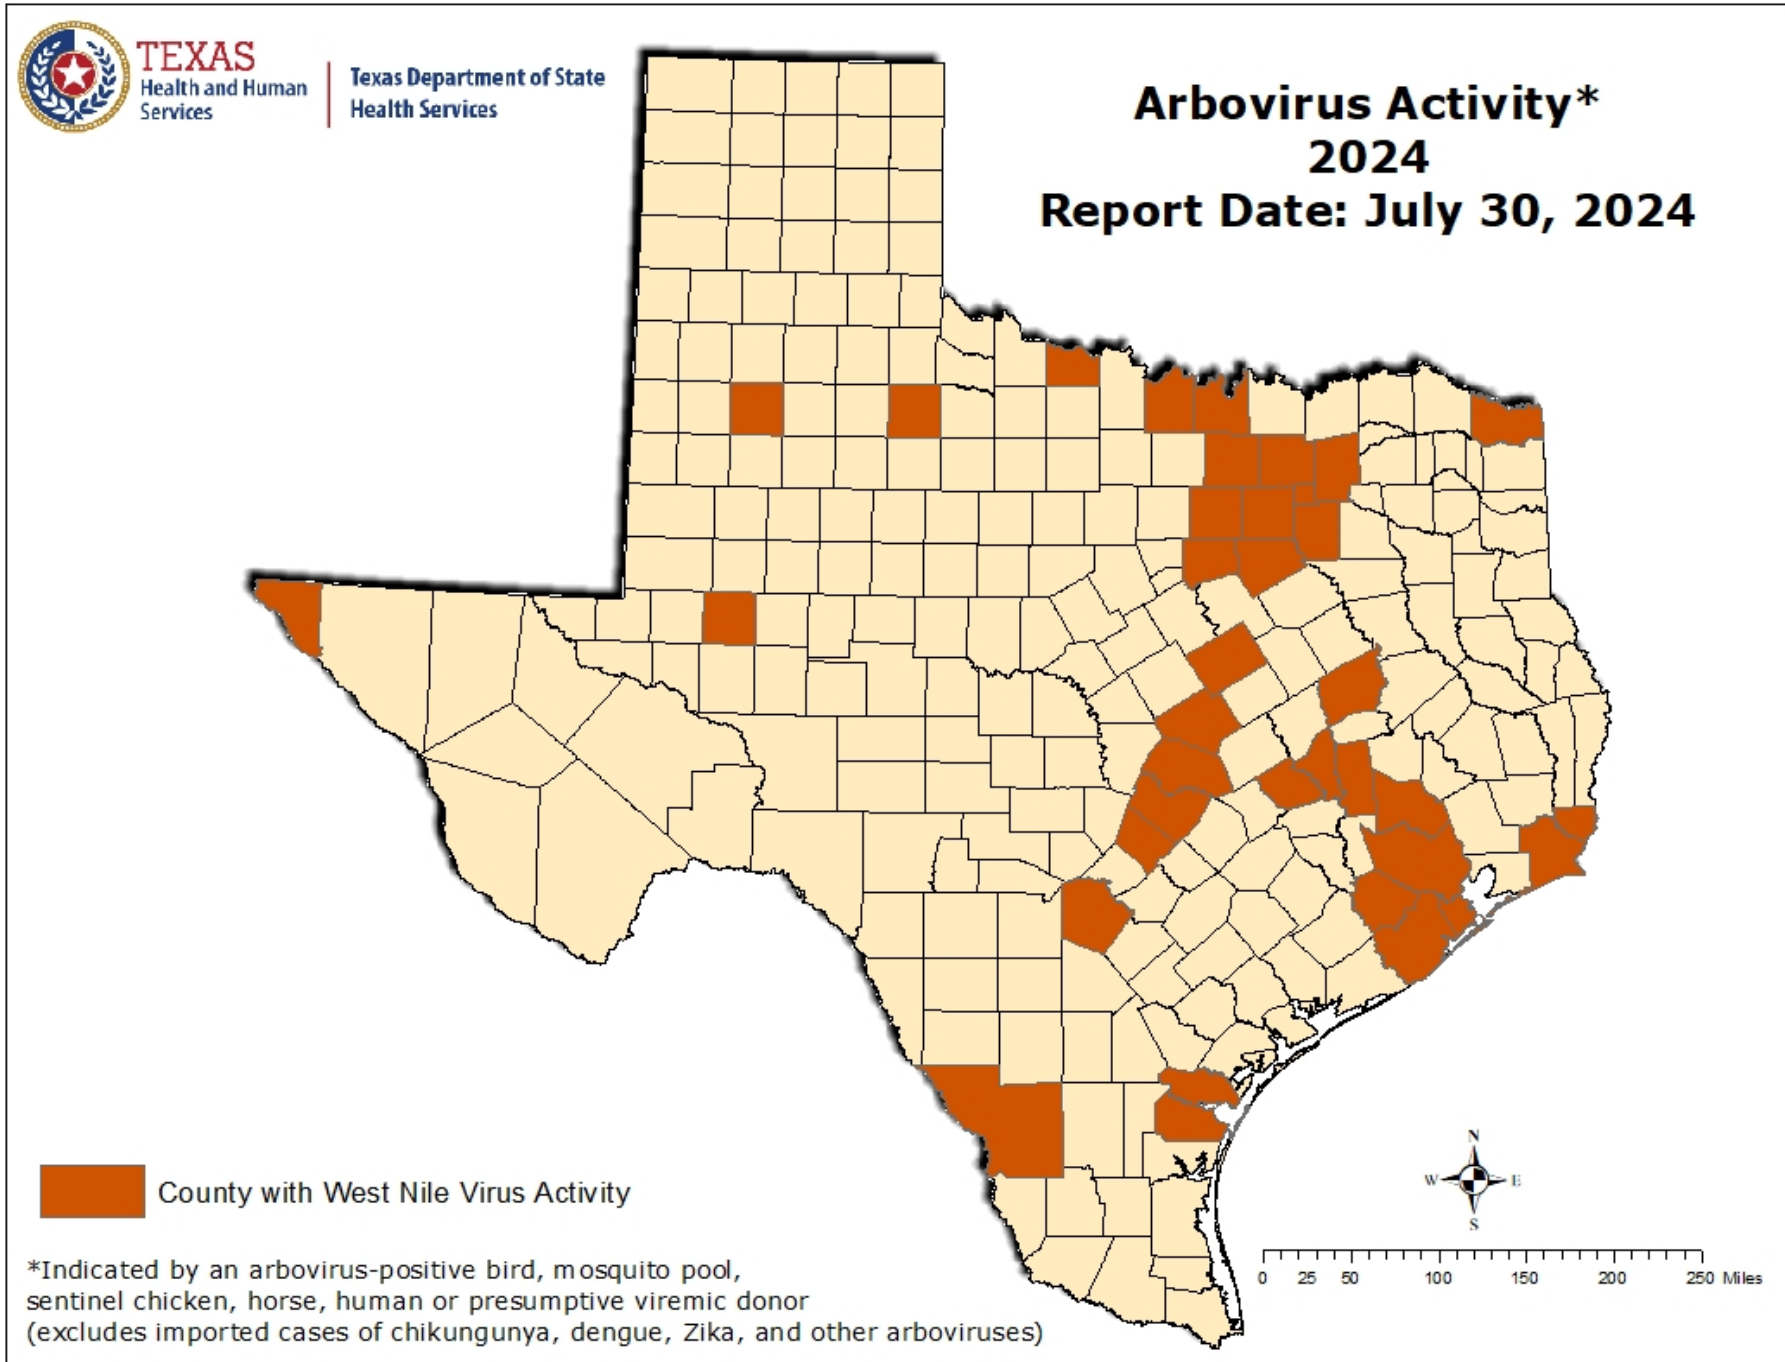 TEXAS
Health and Human
Services
Texas Department of State
Health Services
Arbovirus Activity*
2024
Report Date: July 30, 2024
County with West Nile Virus Activity
*Indicated by an arbovirus-positive bird, mosquito pool,
sentinel chicken, horse, human or presumptive viremic donor
(excludes imported cases of chikungunya, dengue, Zika, and other arboviruses)
N
W E
S
0 25 50 100 150 200 250 Miles